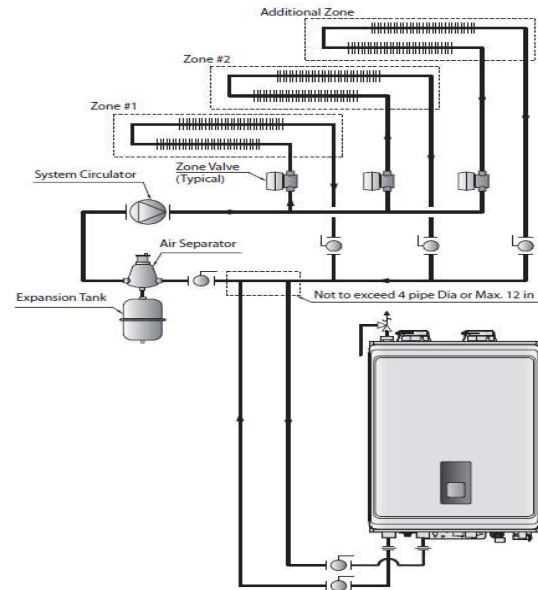 Additional Zone
Zone #2
Zone #1
Zone Valve
(Typical)
System Circulator
Air Separator
Expansion Tank
Not to exceed 4 pipe Dia or Max. 12 in